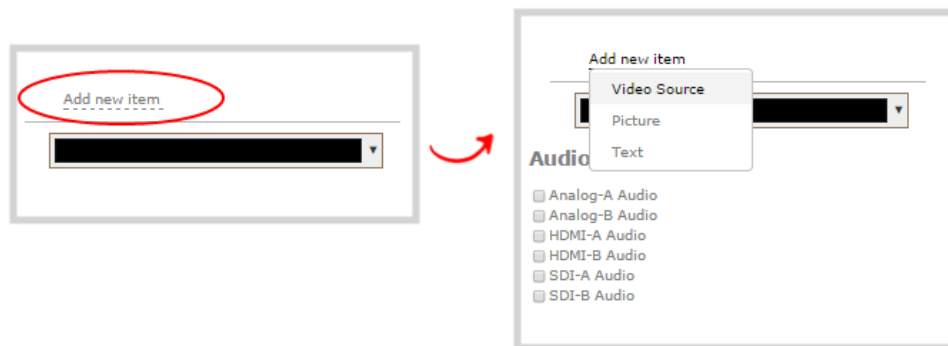 Add new item
Add new item
Video Source
Picture
Text
Audio
Analog-A Audio
Analog-B Audio
HDMI-A Audio
HDMI-B Audio
SDI-A Audio
SDI-B Audio